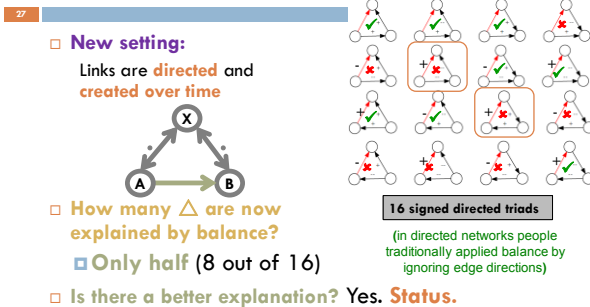 27
New setting:
Links are directed and
created over time
X
A
B
How many △ are now
explained by balance?
Only half (8 out of 16)
Is there a better explanation? Yes. Status.
16 signed directed triads
(in directed networks people
traditionally applied balance by
ignoring edge directions)